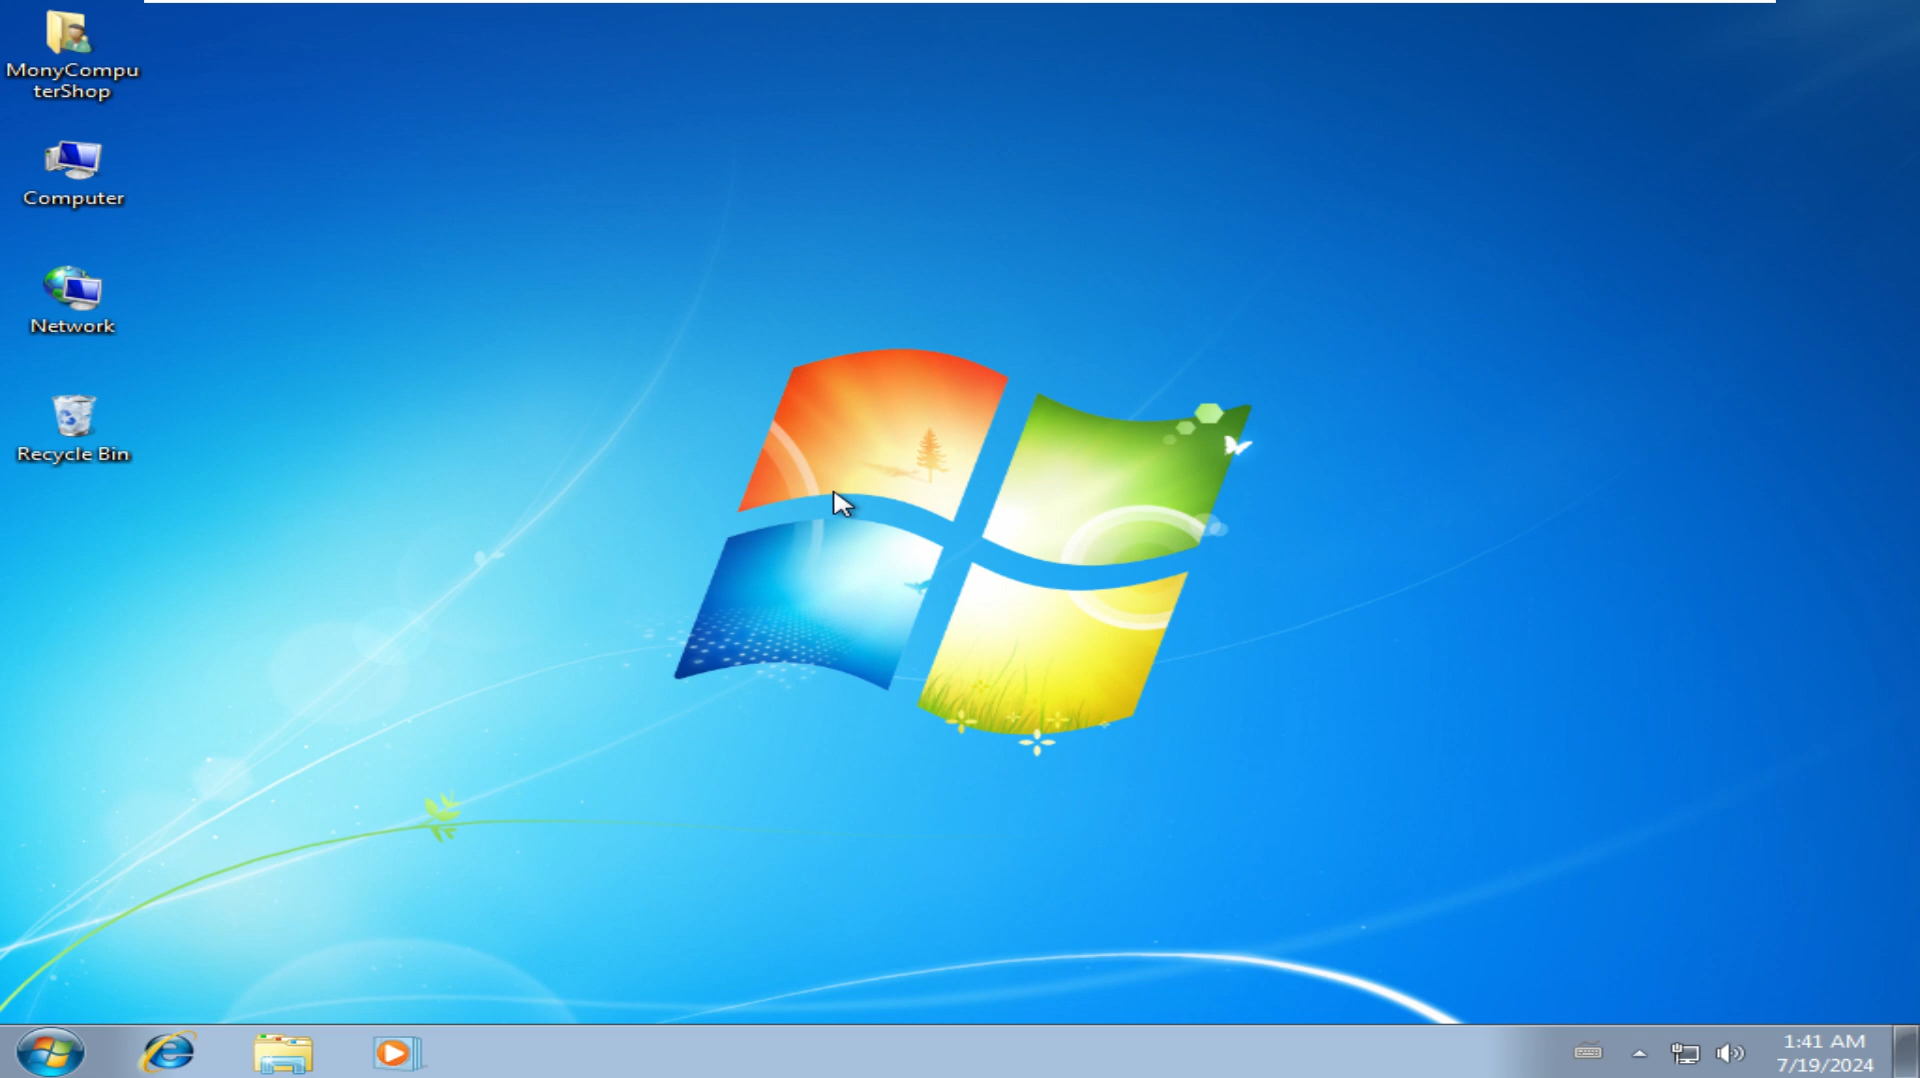 MonyCompu
terShop
Computer
Network
Recycle Bin
1:41 AM
7/19/2024